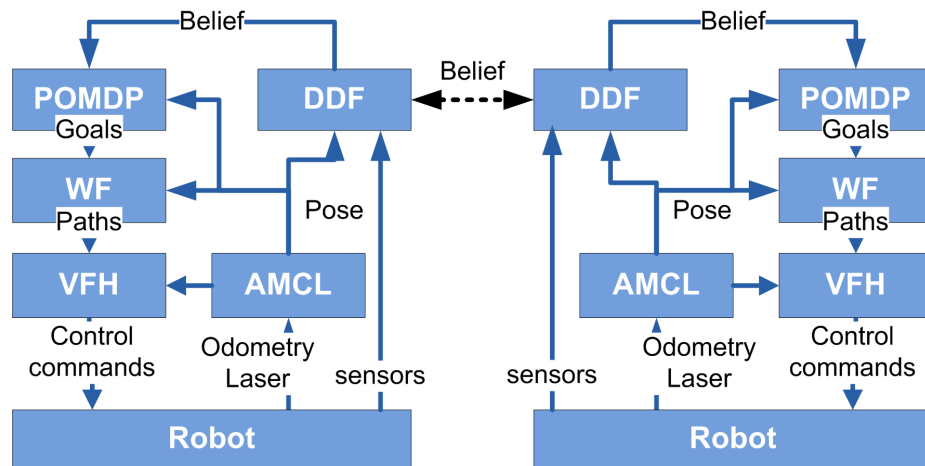 Belief
POMDP
DDF
Goals
WF
Pose
Paths
VFH
AMCL
Control
commands
Odometry
Laser
sensors
Robot
Belief
Belief
DDF
POMDP
Goals
WF
Pose
Paths
AMCL
VFH
sensors
Odometry
Laser
Control
commands
Robot